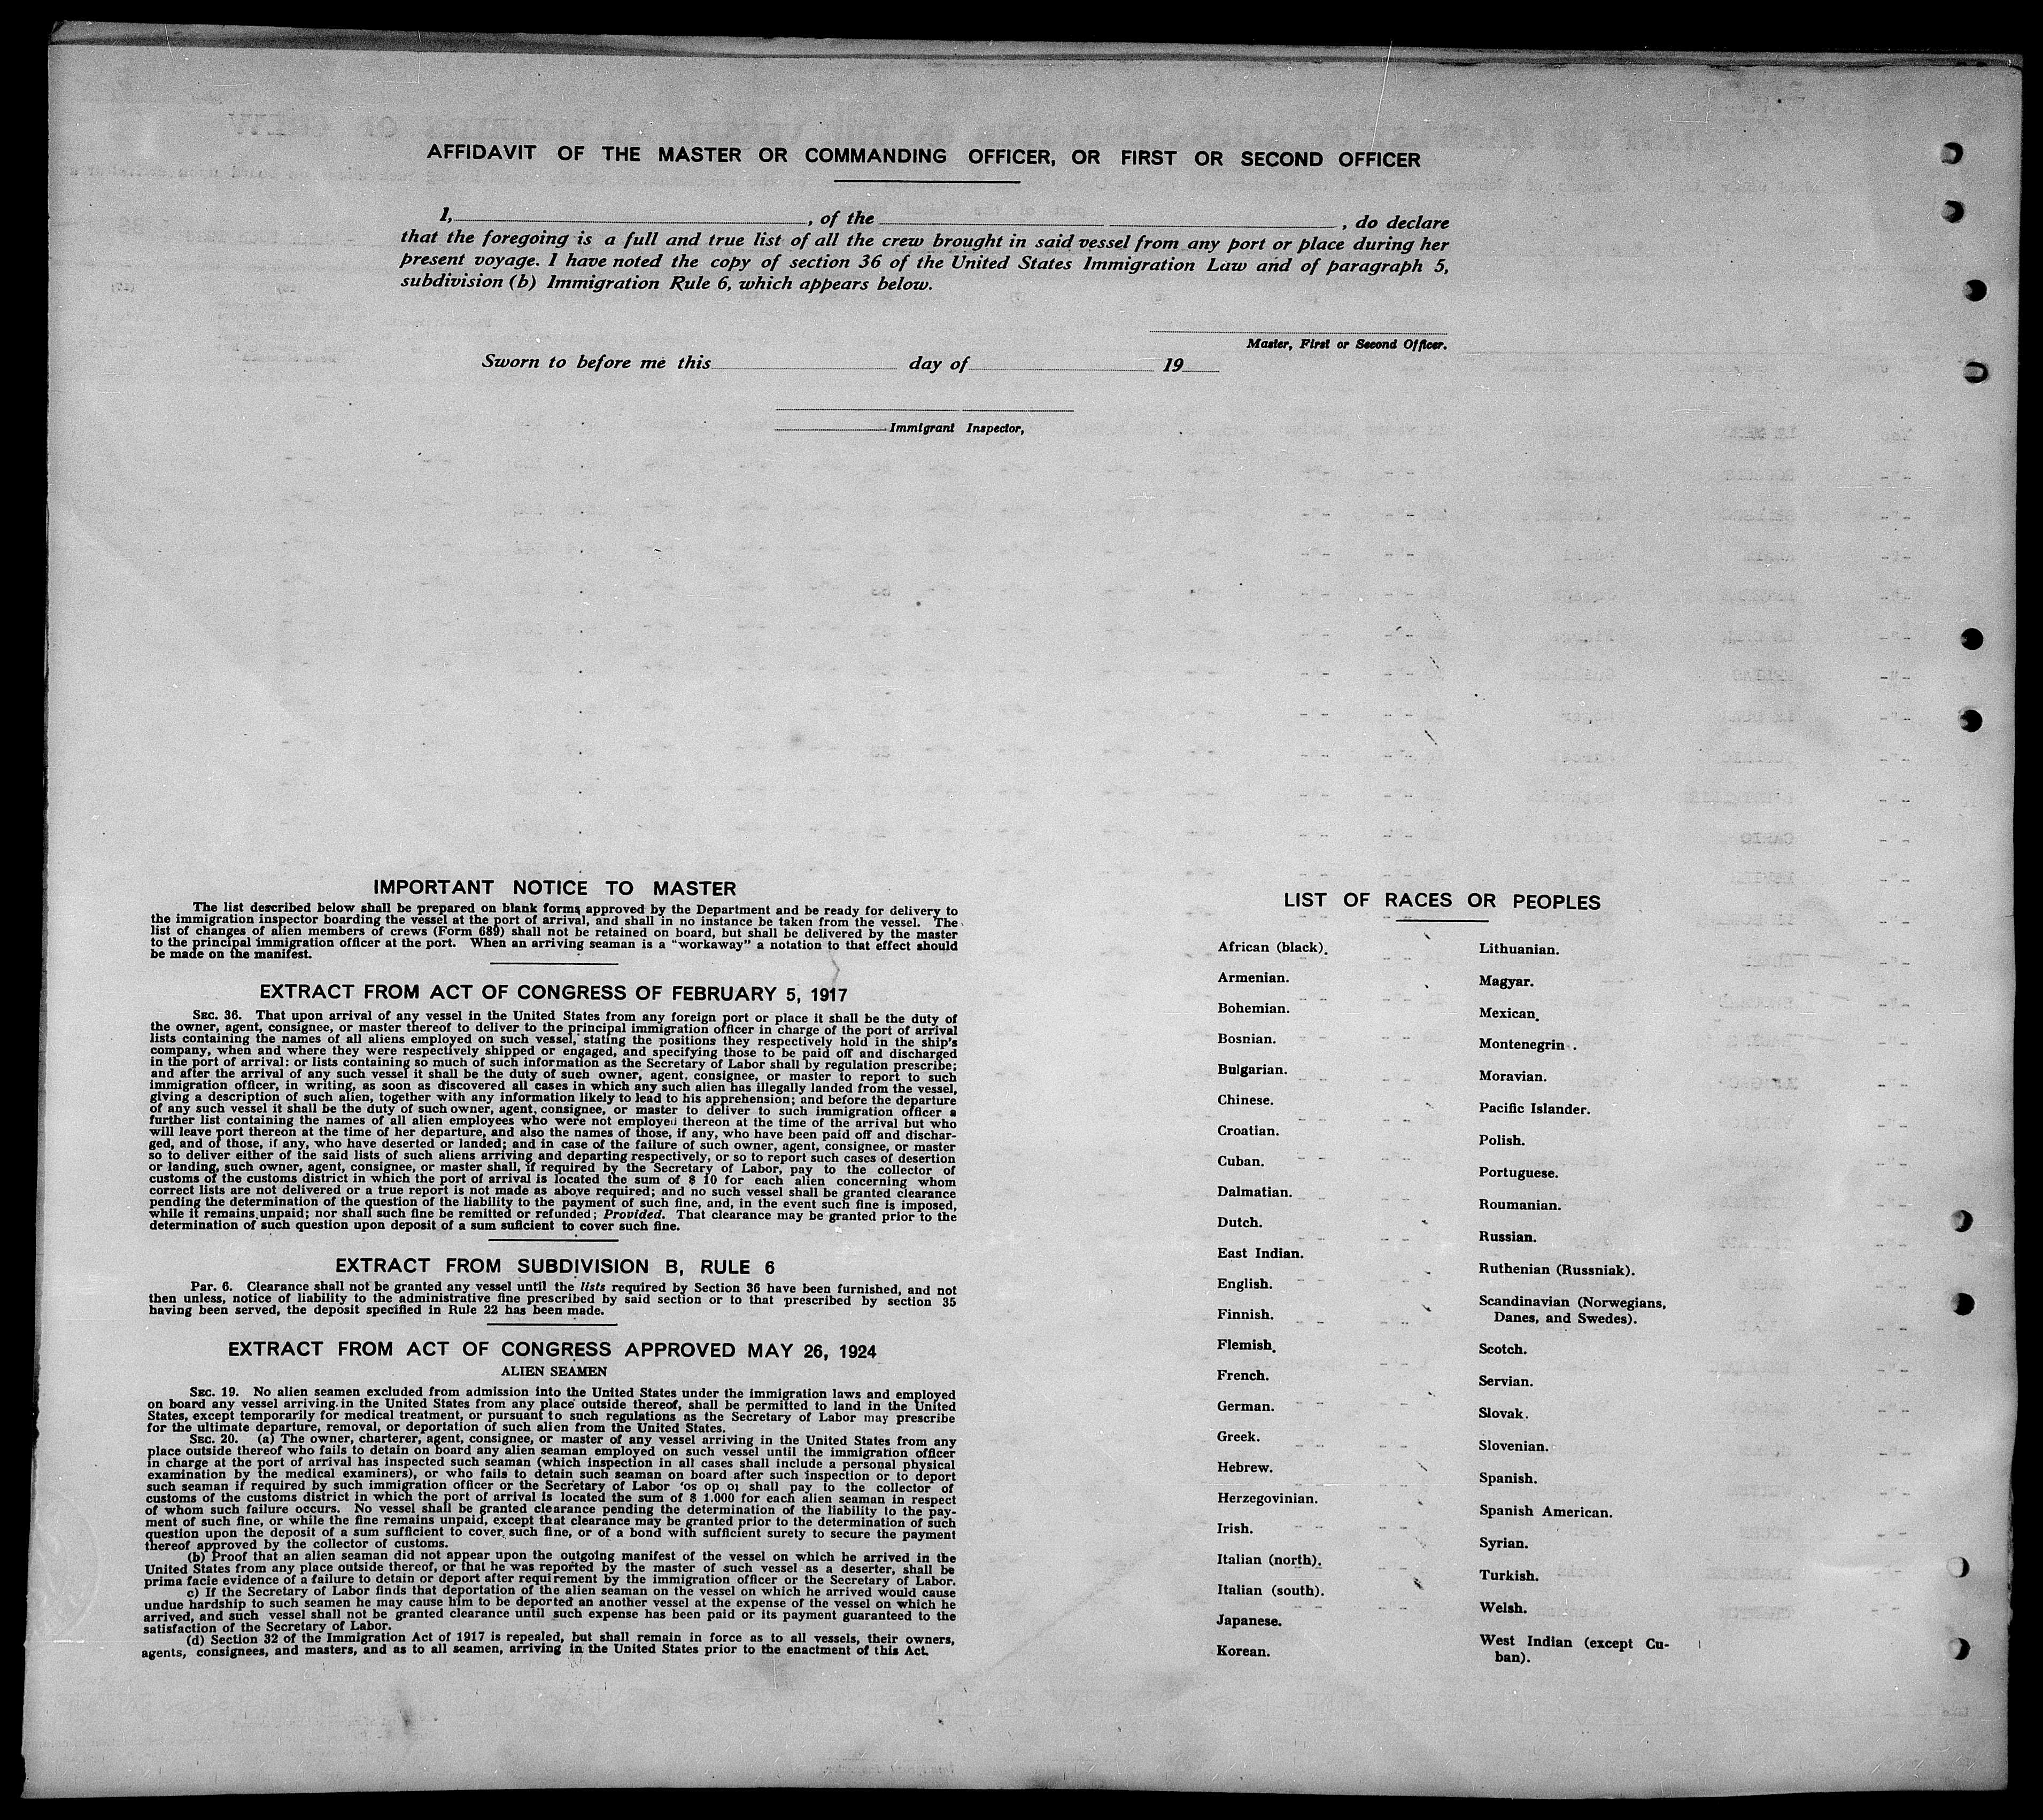 AFFIDAVIT OF THE MASTER OR COMMANDING OFFICER, OR FIRST OR SECOND OFFICER
I, , of the , do declare
that the foregoing is a full and true list of all the crew brought in said vessel from any port or place during her
present voyage. I have noted the copy of section 36 of the United States Immigration Law and of paragraph 5,
subdivision (b) Immigration Rule 6, which appears below.
Master, First or Second Officer.
Sworn to before me this day of 19
Immigrant Inspector,
IMPORTANT NOTICE TO MASTER
The list described below shall be prepared on blank forms approved by the Department and be ready for delivery to
the immigration inspector boarding the vessel at the port of arrival, and shall in no instance be taken from the vessel. The
list of changes of alien members of crews (Form 689) shall not be retained on board, but shall be delivered by the master
to the principal immigration officer at the port. When an arriving seaman is a "workaway" a notation to that effect should
be made on the manifest.
EXTRACT FROM ACT OF CONGRESS OF FEBRUARY 5, 1917
SEC. 36. That upon arrival of any vessel in the United States from any foreign port or place it shall be the duty of
the owner, agent, consignee, or master thereof to deliver to the principal immigration officer in charge of the port of arrival
lists containing the names of all aliens employed on such vessel, stating the positions they respectively hold in the ship's
company, when and where they were respectively shipped or engaged, and specifying those to be paid off and discharged
in the port of arrival: or lists containing so much of such information as the Secretary of Labor shall by regulation prescribe;
and after the arrival of any such vessel it shall be the duty of such owner, agent, consignee, or master to report to such
immigration officer, in writing, as soon as discovered all cases in which any such alien has illegally landed from the vessel,
giving a description of such alien, together with any information likely to lead to his apprehension; and before the departure
of any such vessel it shall be the duty of such owner, agent, consignee, or master to deliver to such immigration officer a
further list containing the names of all alien employees who were not employed thereon at the time of the arrival but who
will leave port thereon at the time of her departure, and also the names of those, if any, who have been paid off and dischar-
ged, and of those, if any, who have deserted or landed; and in case of the failure of such owner, agent, consignee, or master
so to deliver either of the said lists of such aliens arriving and departing respectively, or so to report such cases of desertion
or landing, such owner, agent, consignee, or master shall, if required by the Secretary of Labor, pay to the collector of
customs of the customs district in which the port of arrival is located the sum of $ 10 for each alien concerning whom
correct lists are not delivered or a true report is not made as above required; and no such vessel shall be granted clearance
pending the determination of the question of the liability to the payment of such fine, and, in the event such fine is imposed,
while it remains unpaid; nor shall such fine be remitted or refunded; Provided. That clearance may be granted prior to the
determination of such question upon deposit of a sum suficient to cover such fine.
EXTRACT FROM SUBDIVISION B, RULE 6
Par. 6. Clearance shall not be granted any vessel until the lists required by Section 36 have been furnished, and not
then unless, notice of liability to the administrative fine prescribed by said section or to that prescribed by section 35
having been served, the deposit specified in Rule 22 has been made.
EXTRACT FROM ACT OF CONGRESS APPROVED MAY 26, 1924
ALIEN SEAMEN
SEC. 19. No alien seamen excluded from admission into the United States under the immigration laws and employed
on board any vessel arriving in the United States from any place outside thereof, shall be permitted to land in the United
States, except temporarily for medical treatment, or pursuant to such regulations as the Secretary of Labor may prescribe
for the ultimate departure, removal, or deportation of such alien from the United States.
SEC. 20. (a) The owner, charterer, agent, consignee, or master of any vessel arriving in the United States from any
place outside thereof who fails to detain on board any alien seaman employed on such vessel until the immigration officer
in charge at the port of arrival has inspected such seaman (which inspection in all cases shall include a personal physical
examination by the medical examiners), or who fails to detain such seaman on board after such inspection or to deport
such seaman if required by such immigration officer or the Secretary of Labor 'os op oı shall pay to the collector of
customs of the customs district in which the port of arrival is located the sum of $ 1.000 for each alien seaman in respect
of whom such failure occurs. No vessel shall be granted clearance pending the determination of the liability to the pay-
ment of such fine, or while the fine remains unpaid, except that clearance may be granted prior to the determination of such
question upon the deposit of a sum sufficient to cover such fine, or of a bond with sufficient surety to secure the payment
thereof approved by the collector of customs.
(b) Proof that an alien seaman did not appear upon the outgoing manifest of the vessel on which he arrived in the
United States from any place outside thereof, or that he was reported by the master of such vessel as a deserter, shall be
prima facie evidence of a failure to detain or deport after requirement by the immigration officer or the Secretary of Labor.
c) If the Secretary of Labor finds that deportation of the alien seaman on the vessel on which he arrived would cause
undue hardship to such seamen he may cause him to be deported an another vessel at the expense of the vessel on which he
arrived, and such vessel shall not be granted clearance until such expense has been paid or its payment guaranteed to the
satisfaction of the Secretary of Labor.
(d) Section 32 of the Immigration Act of 1917 is repealed, but shall remain in force as to all vessels, their owners,
agents, consignees, and masters, and as to all seamen, arriving in the United States prior to the enactment of this Act.
LIST OF RACES OR PEOPLES
African (black).
Armenian.
Bohemian.
Bosnian.
Bulgarian.
Chinese.
Croatian.
Cuban.
Dalmatian.
Dutch.
East Indian.
English.
Finnish.
Flemish.
French.
German.
Greek.
Hebrew.
Herzegovinian.
Irish.
Italian (north).
Italian (south).
Japanese.
Korean.
Lithuanian.
Magyar.
Mexican.
Montenegrin .
Moravian.
Pacific Islander.
Polish.
Portuguese.
Roumanian.
Russian.
Ruthenian (Russniak).
Scandinavian (Norwegians,
Danes, and Swedes).
Scotch.
Servian.
Slovak.
Slovenian.
Spanish.
Spanish American.
Syrian.
Turkish.
Welsh.
West Indian (except Cu-
ban).